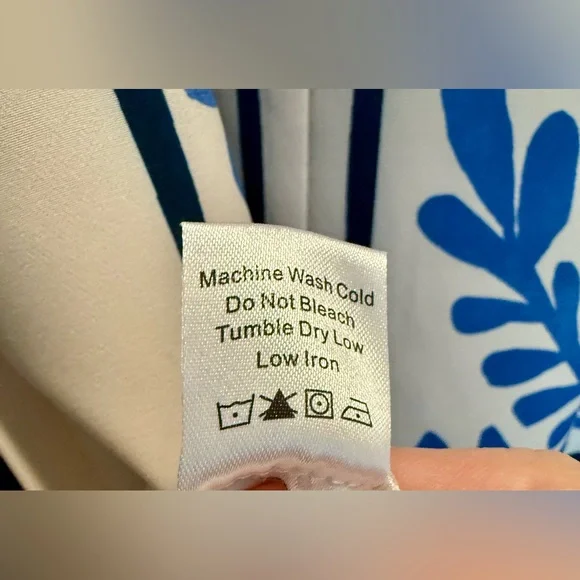 Machine Wash Cold
Do Not Bleach
Tumble Dry Low
Low Iron